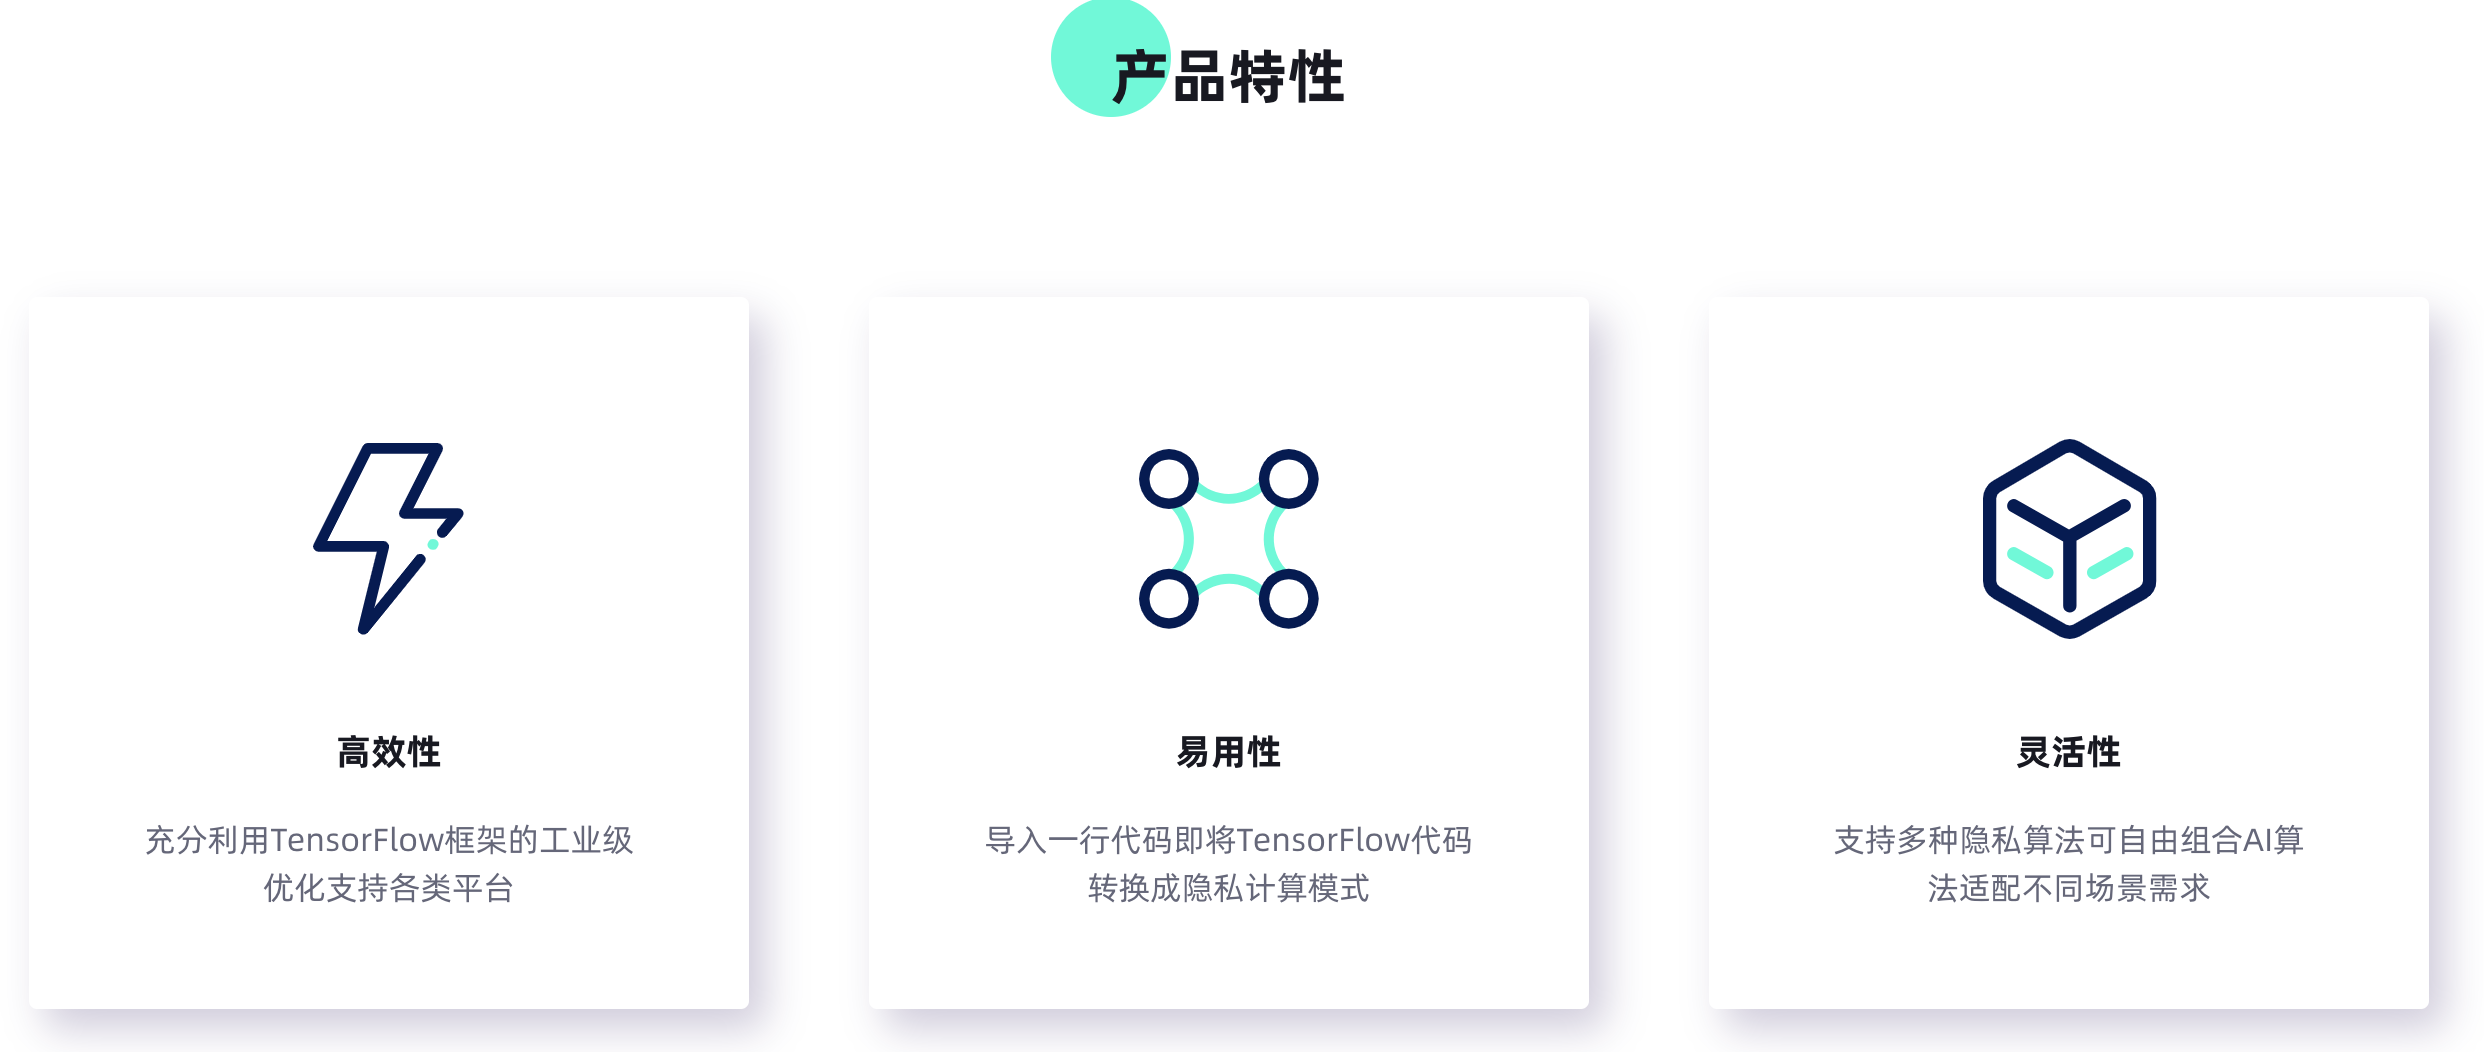 产品特性
高效性
充分利用TensorFlow框架的工业级
优化支持各类平台
易用性
导入一行代码即将TensorFlow代码
转换成隐私计算模式
灵活性
支持多种隐私算法可自由组合AI算
法适配不同场景需求